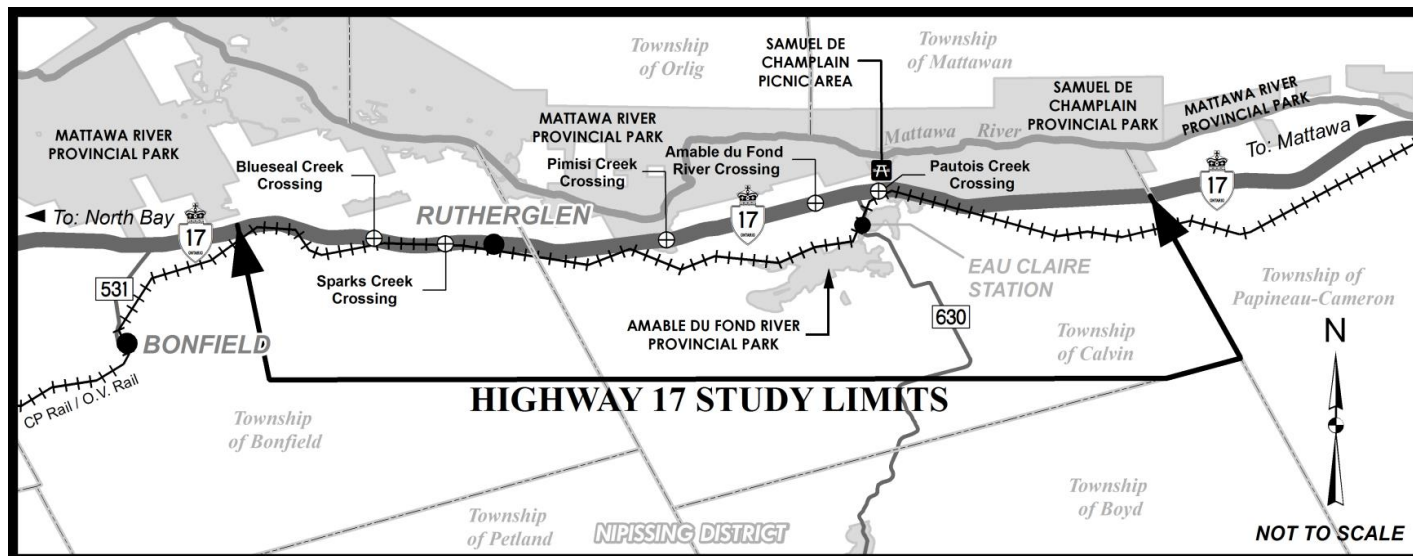 Township
of Orlig
SAMUEL DE
CHAMPLAIN
PICNIC AREA
Township
of Mattawan
MATTAWA RIVER
PROVINCIAL PARK
MATTAWA RIVER
PROVINCIAL PARK
SAMUEL DE
CHAMPLAIN
PROVINCIAL PARK
MATTAWA RIVER
PROVINCIAL PARK
Mattawa River
To: Mattawa
Blueseal Creek
Crossing
Pimisi Creek
Crossing
Amable du Fond
River Crossing
Pautois Creek
Crossing
To: North Bay
17
ONTARIO
RUTHERGLEN
17
ONTARIO
17
ONTARIO
531
Sparks Creek
Crossing
EAU CLAIRE
STATION
Township of
Papineau-Cameron
BONFIELD
AMABLE DU FOND RIVER
PROVINCIAL PARK
630
Township
of Calvin
N
CP Rail / O.V. Rail
HIGHWAY 17 STUDY LIMITS
Township
of Bonfield
Township
of Boyd
Township
of Petland
NIPISSING DISTRICT
NOT TO SCALE